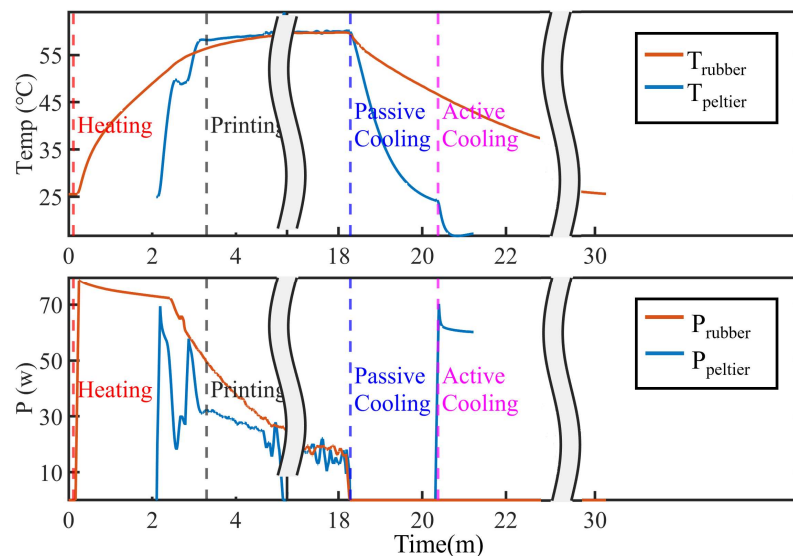 Temp (°C)
55
45
35
25
Heating
Printing
Passive
Cooling
Active
Cooling
T_rubber
T_peltier
0 2 4 18 20 22 30
P (w)
70
50
30
10
Heating
Printing
Passive
Cooling
Active
Cooling
P_rubber
P_peltier
0 2 4 18 20 22 30
Time(m)